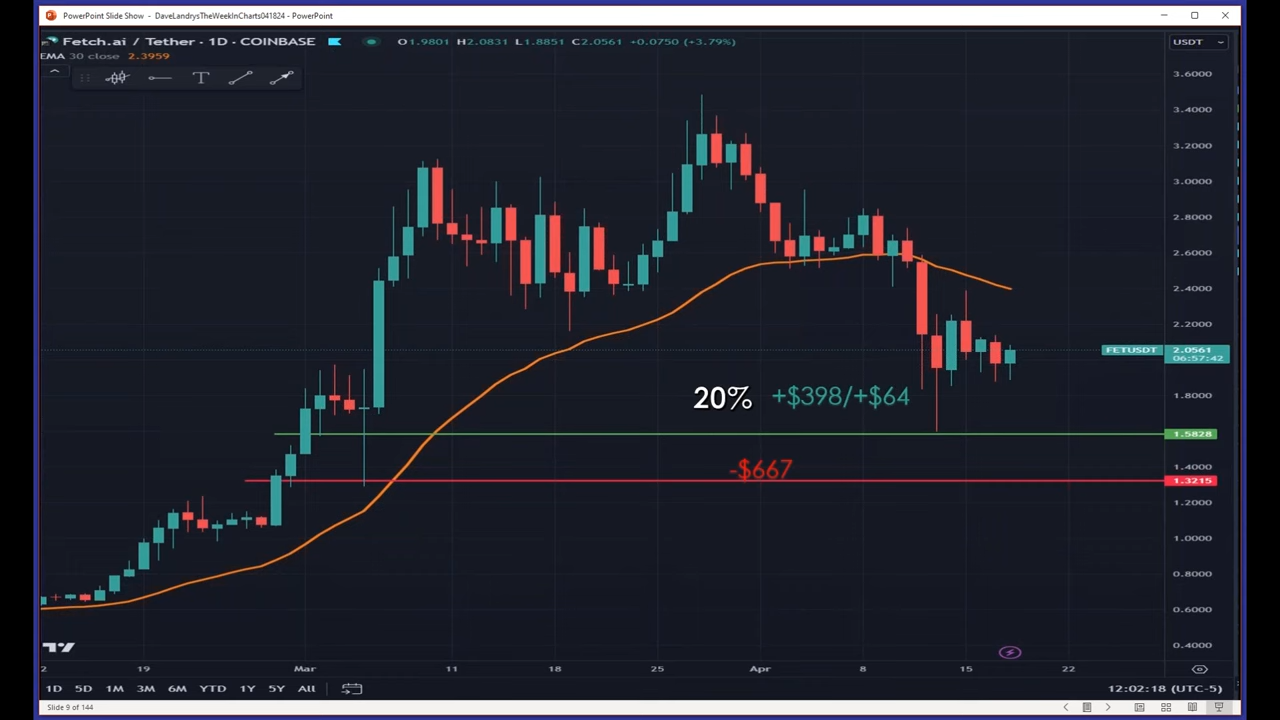 PowerPoint Slide Show - DaveLandrysTheWeekInCharts041824 - PowerPoint
Fetch.ai / Tether · 1D · COINBASE O1.9801 H2.0831 L1.8851 C2.0561 +0.0750 (+3.79%)
USDT
EMA 30 close 2.3959
3.6000
3.4000
3.2000
3.0000
2.8000
2.6000
2.4000
2.2000
FETUSDT 2.0561
06:57:42
20% +$398/+$64
1.8000
1.5828
-$667
1.4000
1.3215
1.2000
1.0000
0.8000
0.6000
0.4000
2 19 Mar 11 18 25 Apr 8 15 22
1D 5D 1M 3M 6M YTD 1Y 5Y All 12:02:18 (UTC-5)
Slide 9 of 144